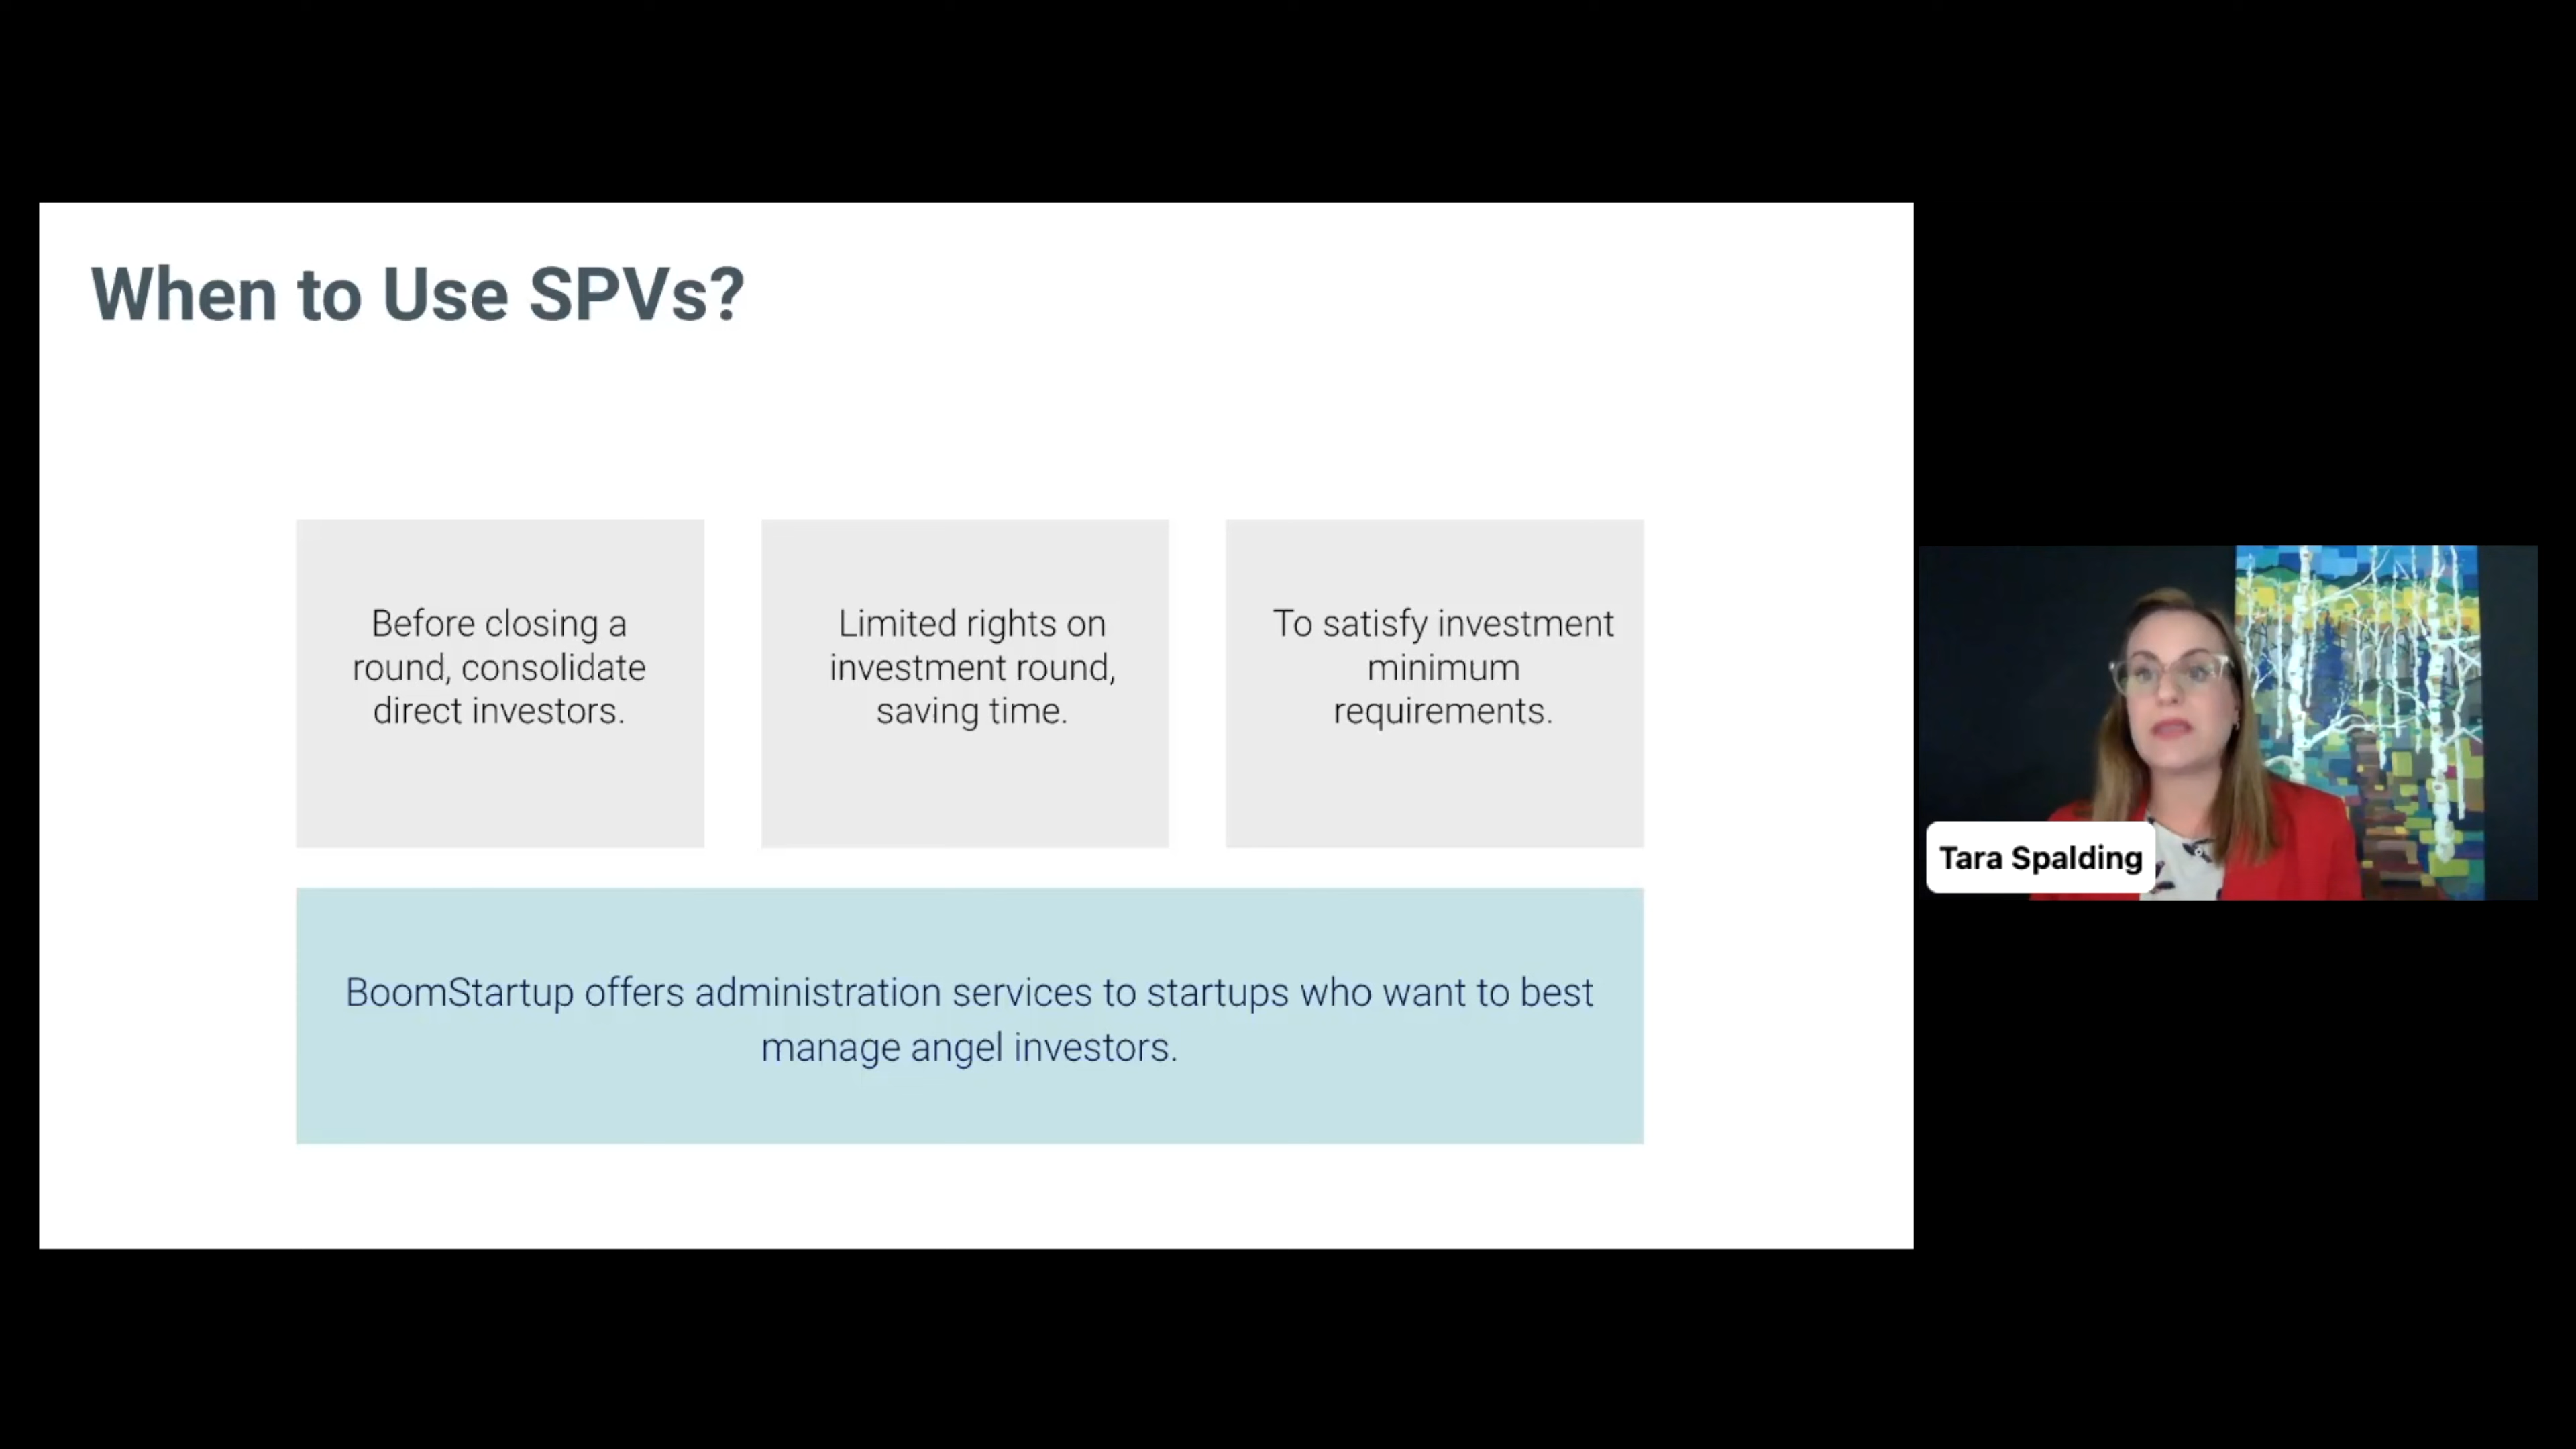 When to Use SPVs?
Before closing a
round, consolidate
direct investors.
Limited rights on
investment round,
saving time.
To satisfy investment
minimum
requirements.
BoomStartup offers administration services to startups who want to best
manage angel investors.
Tara Spalding